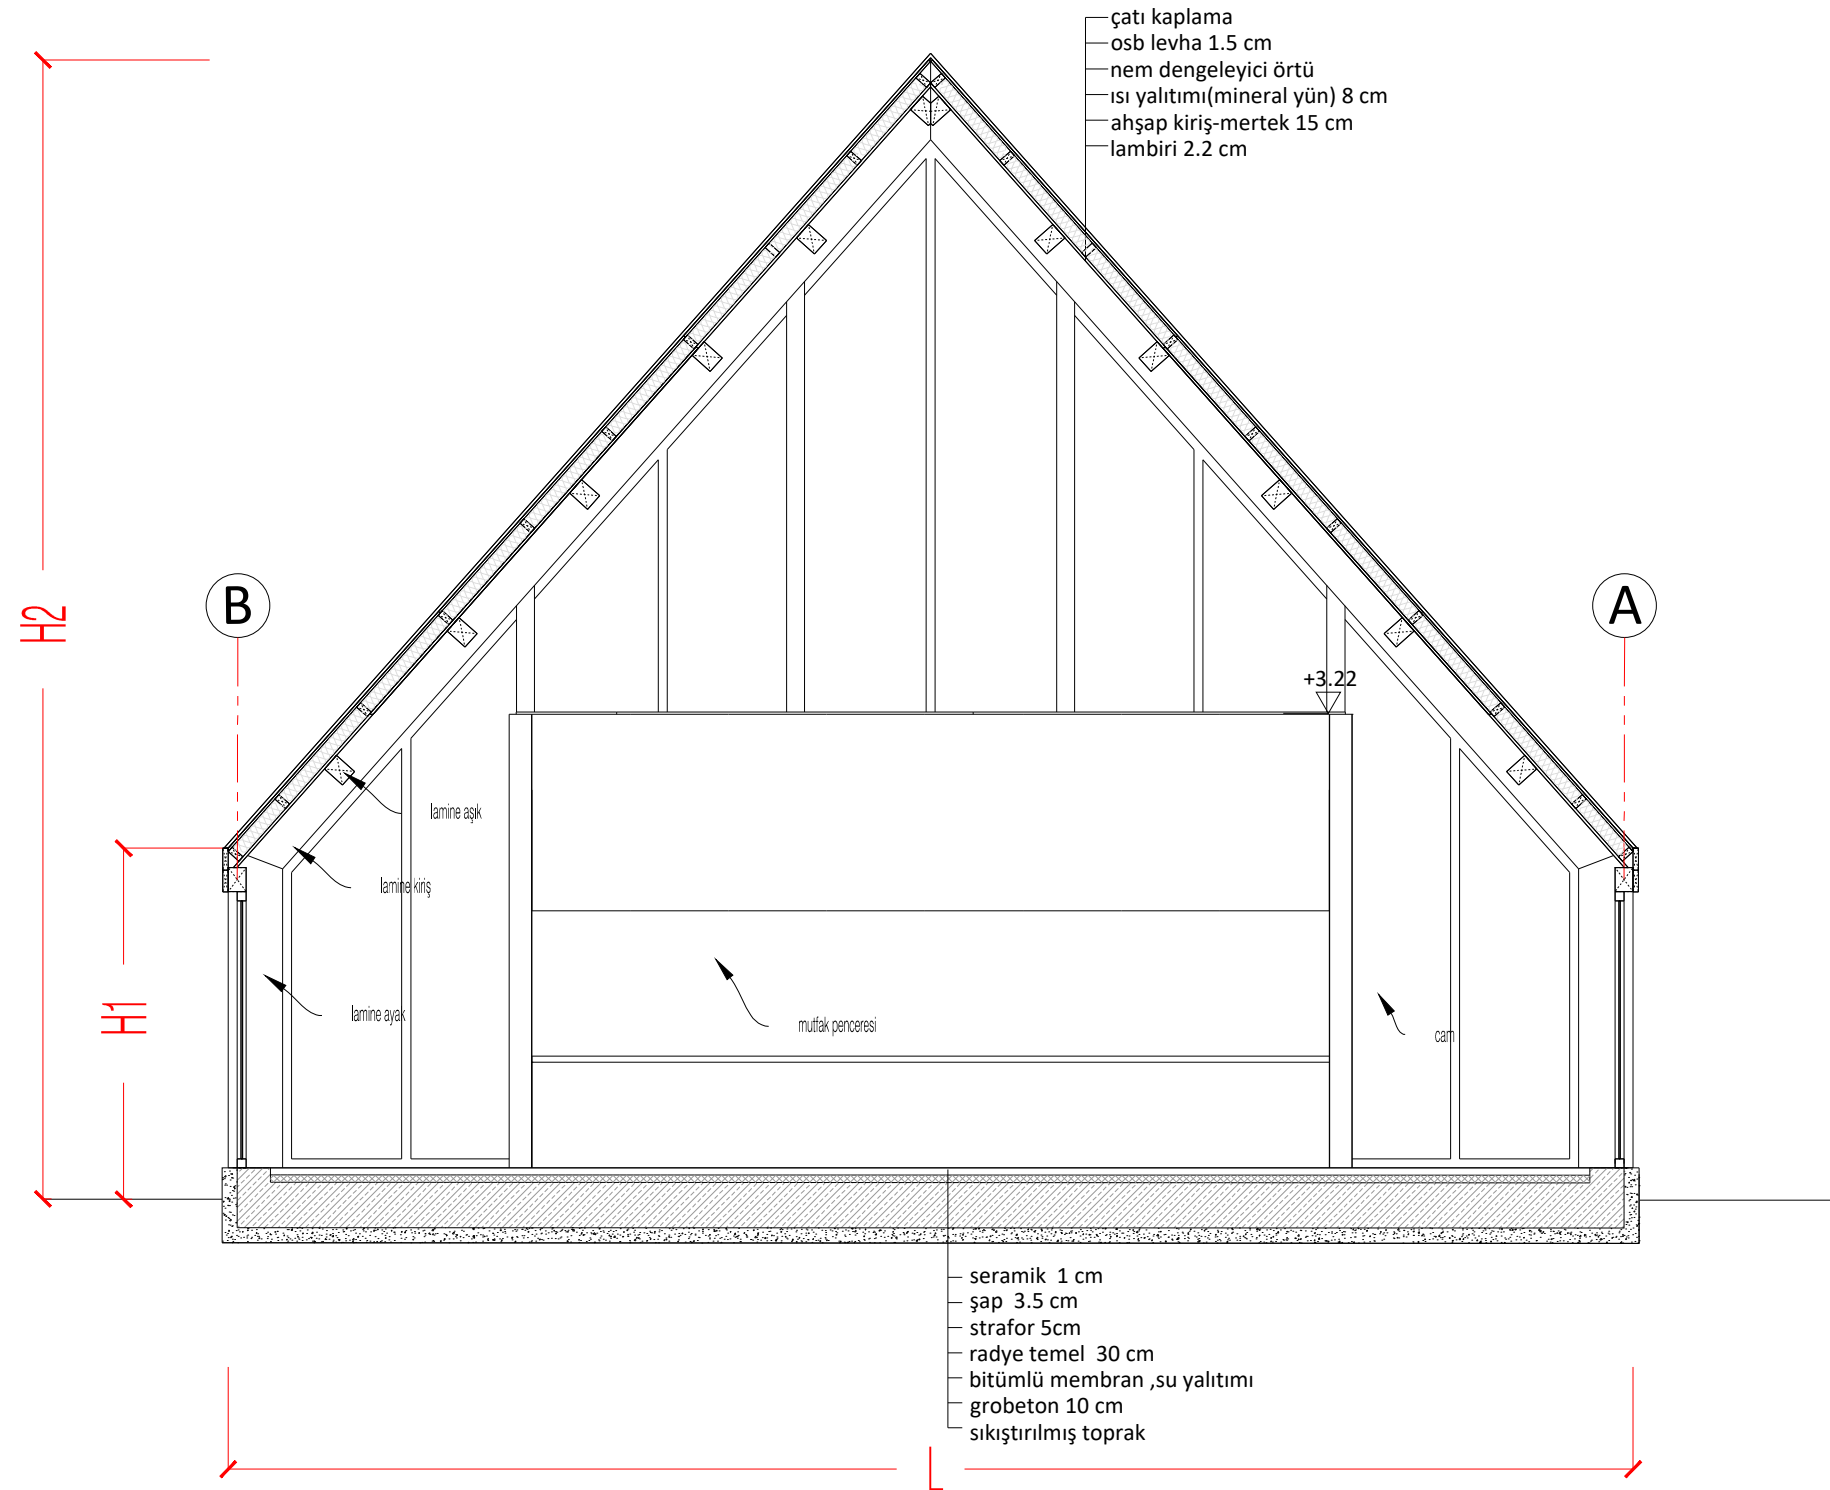 çatı kaplama
osb levha 1.5 cm
nem dengeleyici örtü
ısı yalıtımı(mineral yün) 8 cm
ahşap kiriş-mertek 15 cm
lambiri 2.2 cm
H2
B
A
+3.22
lamine aşık
lamine kiriş
lamine ayak
mutfak penceresi
cam
H1
seramik  1 cm
şap  3.5 cm
strafor 5cm
radye temel  30 cm
bitümlü membran ,su yalıtımı
grobeton 10 cm
sıkıştırılmış toprak
L